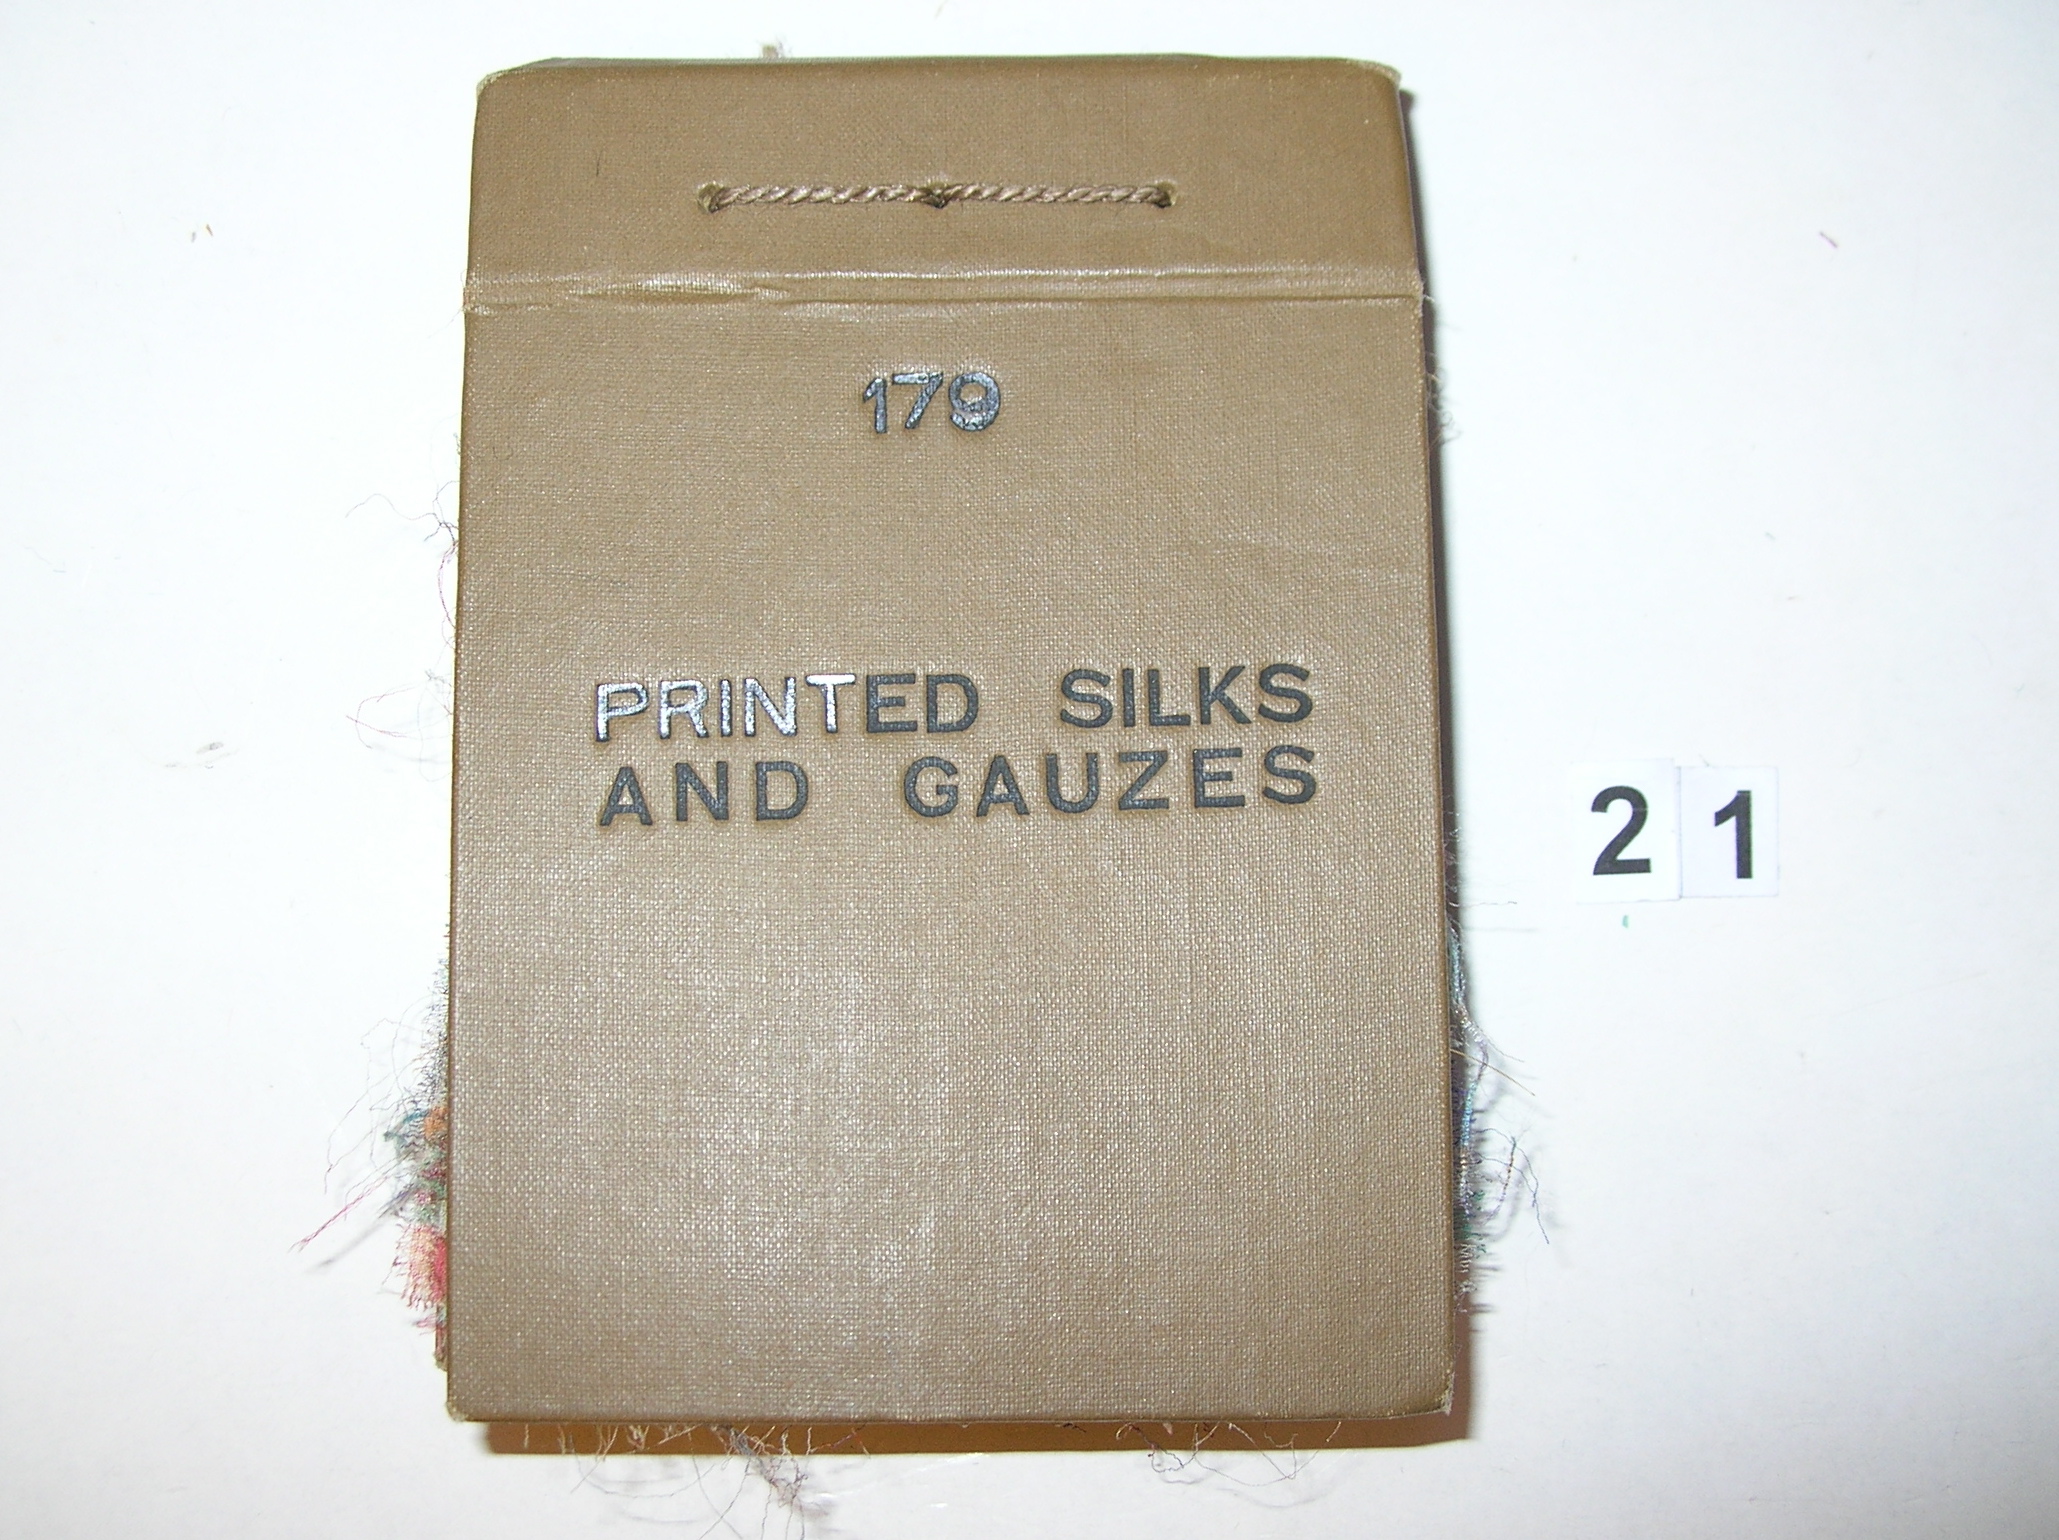 179
PRINTED SILKS
AND GAUZES
21